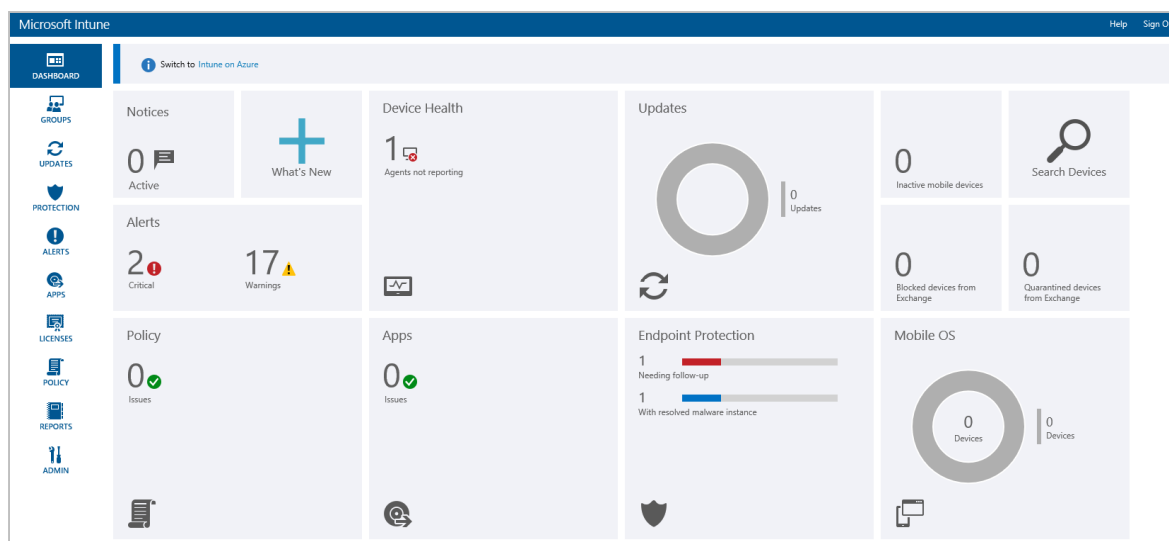 Microsoft Intune
Help Sign O
DASHBOARD
GROUPS
UPDATES
PROTECTION
ALERTS
APPS
LICENSES
POLICY
REPORTS
ADMIN
Switch to Intune on Azure
Notices
0
Active
What's New
Device Health
1
Agents not reporting
Updates
0
Updates
0
Inactive mobile devices
Search Devices
Alerts
2
Critical
17
Warnings
0
Blocked devices from
Exchange
0
Quarantined devices
from Exchange
Policy
0
Issues
Apps
0
Issues
Endpoint Protection
1
Needing follow-up
1
With resolved malware instance
Mobile OS
0
Devices
0
Devices